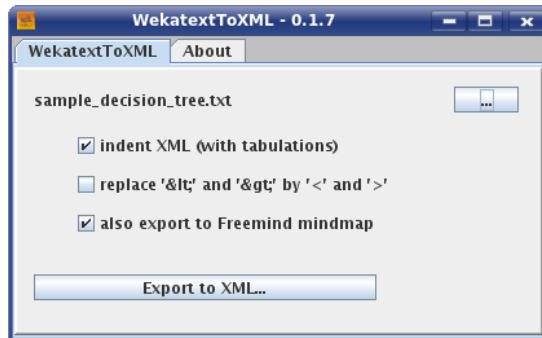 WekatextToXML - 0.1.7
WekatextToXML About
sample_decision_tree.txt ...
indent XML (with tabulations)
replace '&lt;' and '&gt;' by '<' and '>'
also export to Freemind mindmap
Export to XML...